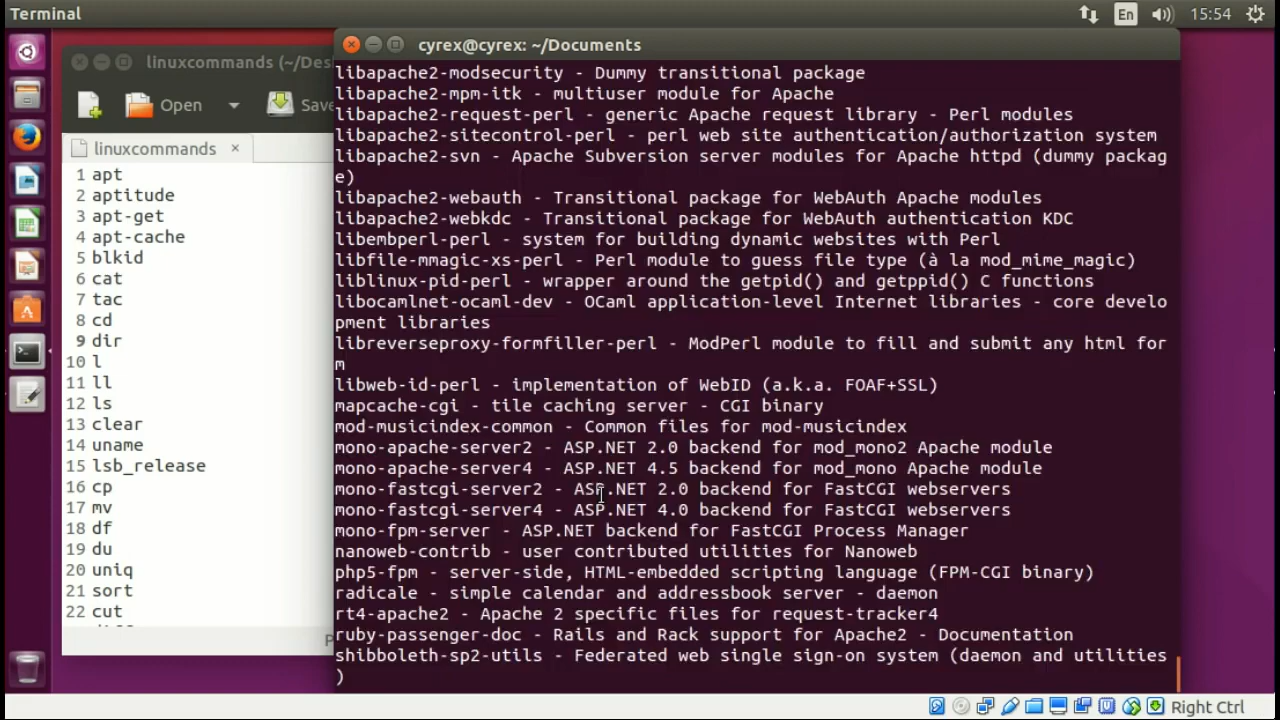 Terminal
En
15:54
linuxcommands (~/Des
Open
Save
linuxcommands ×
1 apt
2 aptitude
3 apt-get
4 apt-cache
5 blkid
6 cat
7 tac
8 cd
9 dir
10 l
11 ll
12 ls
13 clear
14 uname
15 lsb_release
16 cp
17 mv
18 df
19 du
20 uniq
21 sort
22 cut
cyrex@cyrex: ~/Documents
libapache2-modsecurity - Dummy transitional package
libapache2-mpm-itk - multiuser module for Apache
libapache2-request-perl - generic Apache request library - Perl modules
libapache2-sitecontrol-perl - perl web site authentication/authorization system
libapache2-svn - Apache Subversion server modules for Apache httpd (dummy packag
e)
libapache2-webauth - Transitional package for WebAuth Apache modules
libapache2-webkdc - Transitional package for WebAuth authentication KDC
libembperl-perl - system for building dynamic websites with Perl
libfile-mmagic-xs-perl - Perl module to guess file type (à la mod_mime_magic)
liblinux-pid-perl - wrapper around the getpid() and getppid() C functions
libocamlnet-ocaml-dev - OCaml application-level Internet libraries - core develo
pment libraries
libreverseproxy-formfiller-perl - ModPerl module to fill and submit any html for
m
libweb-id-perl - implementation of WebID (a.k.a. FOAF+SSL)
mapcache-cgi - tile caching server - CGI binary
mod-musicindex-common - Common files for mod-musicindex
mono-apache-server2 - ASP.NET 2.0 backend for mod_mono2 Apache module
mono-apache-server4 - ASP.NET 4.5 backend for mod_mono Apache module
mono-fastcgi-server2 - ASP.NET 2.0 backend for FastCGI webservers
mono-fastcgi-server4 - ASP.NET 4.0 backend for FastCGI webservers
mono-fpm-server - ASP.NET backend for FastCGI Process Manager
nanoweb-contrib - user contributed utilities for Nanoweb
php5-fpm - server-side, HTML-embedded scripting language (FPM-CGI binary)
radicale - simple calendar and addressbook server - daemon
rt4-apache2 - Apache 2 specific files for request-tracker4
ruby-passenger-doc - Rails and Rack support for Apache2 - Documentation
shibboleth-sp2-utils - Federated web single sign-on system (daemon and utilities
)
Right Ctrl